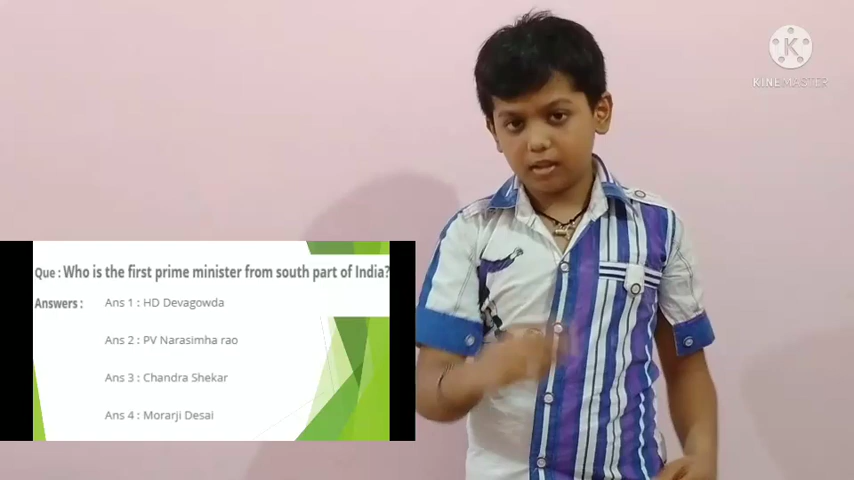 KINEMASTER
Que : Who is the first prime minister from south part of India?
Answers :
Ans 1 : HD Devagowda
Ans 2 : PV Narasimha rao
Ans 3 : Chandra Shekar
Ans 4 : Morarji Desai